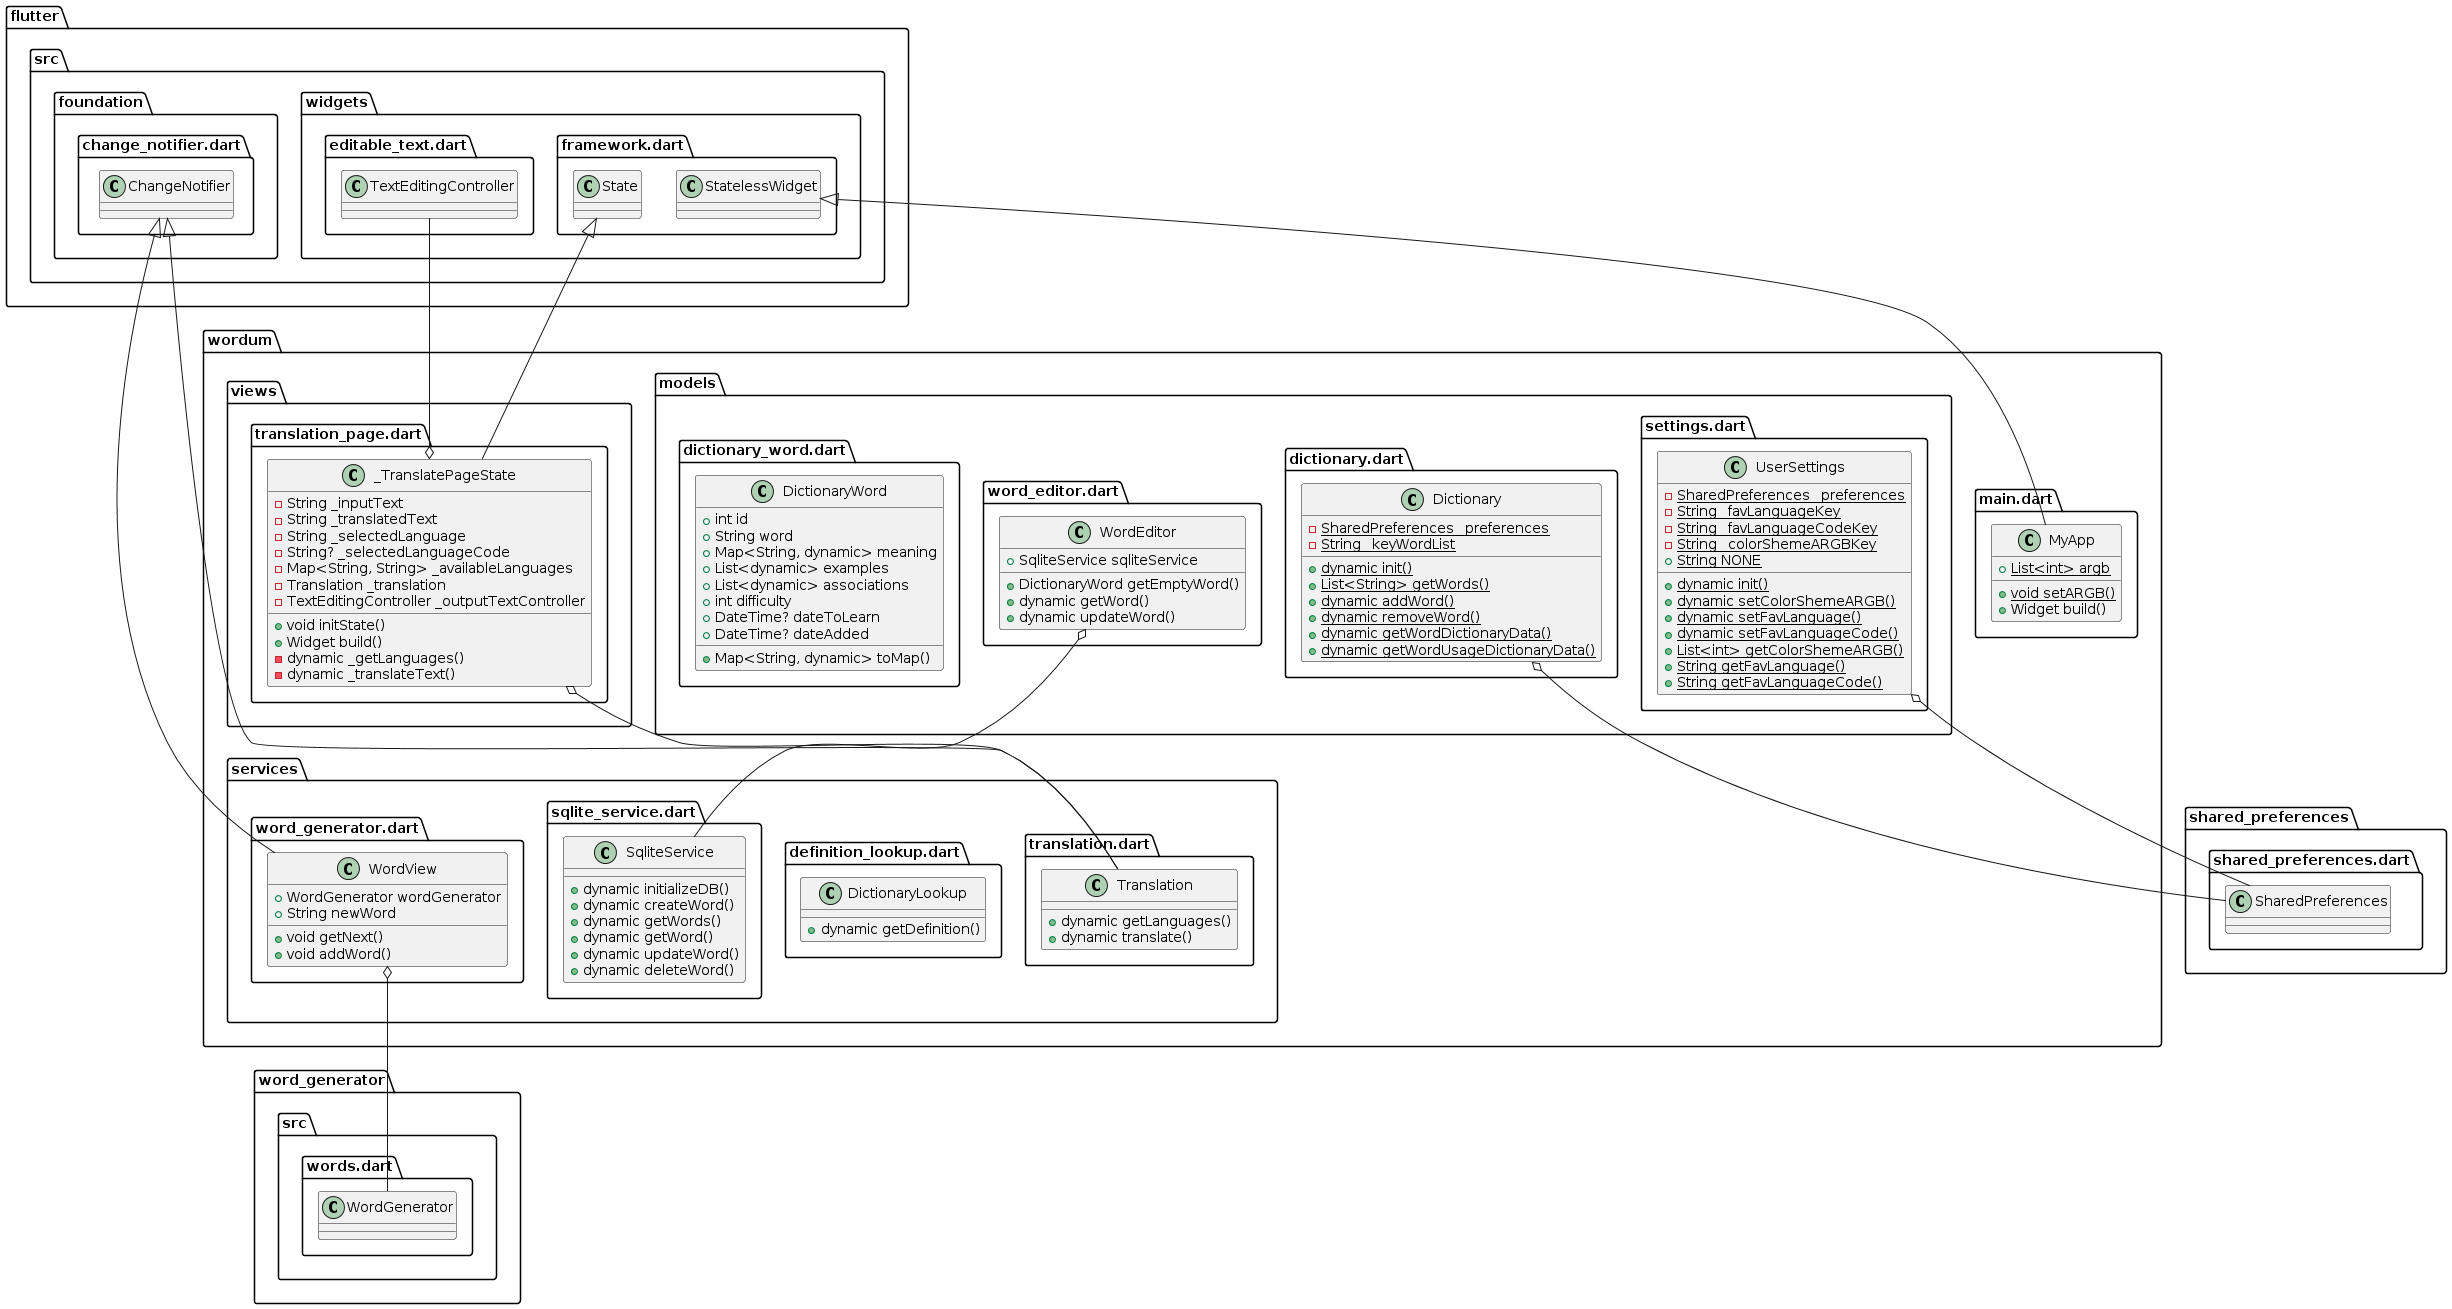 flutter
src
foundation
change_notifier.dart
C ChangeNotifier
widgets
editable_text.dart
C TextEditingController
framework.dart
C State
C StatelessWidget
wordum
views
translation_page.dart
C _TranslatePageState
String _inputText
String _translatedText
String _selectedLanguage
String? _selectedLanguageCode
Map<String, String> _availableLanguages
Translation _translation
TextEditingController _outputTextController
void initState()
Widget build()
dynamic _getLanguages()
dynamic _translateText()
models
dictionary_word.dart
C DictionaryWord
int id
String word
Map<String, dynamic> meaning
List<dynamic> examples
List<dynamic> associations
int difficulty
DateTime? dateToLearn
DateTime? dateAdded
Map<String, dynamic> toMap()
word_editor.dart
C WordEditor
SqliteService sqliteService
DictionaryWord getEmptyWord()
dynamic getWord()
dynamic updateWord()
dictionary.dart
C Dictionary
SharedPreferences _preferences
String _keyWordList
dynamic init()
List<String> getWords()
dynamic addWord()
dynamic removeWord()
dynamic getWordDictionaryData()
dynamic getWordUsageDictionaryData()
settings.dart
C UserSettings
SharedPreferences _preferences
String _favLanguageKey
String _favLanguageCodeKey
String _colorShemeARGBKey
String NONE
dynamic init()
dynamic setColorShemeARGB()
dynamic setFavLanguage()
dynamic setFavLanguageCode()
List<int> getColorShemeARGB()
String getFavLanguage()
String getFavLanguageCode()
main.dart
C MyApp
List<int> argb
void setARGB()
Widget build()
services
word_generator.dart
C WordView
WordGenerator wordGenerator
String newWord
void getNext()
void addWord()
sqlite_service.dart
C SqliteService
dynamic initializeDB()
dynamic createWord()
dynamic getWords()
dynamic getWord()
dynamic updateWord()
dynamic deleteWord()
definition_lookup.dart
C DictionaryLookup
dynamic getDefinition()
translation.dart
C Translation
dynamic getLanguages()
dynamic translate()
shared_preferences
shared_preferences.dart
C SharedPreferences
word_generator
src
words.dart
C WordGenerator